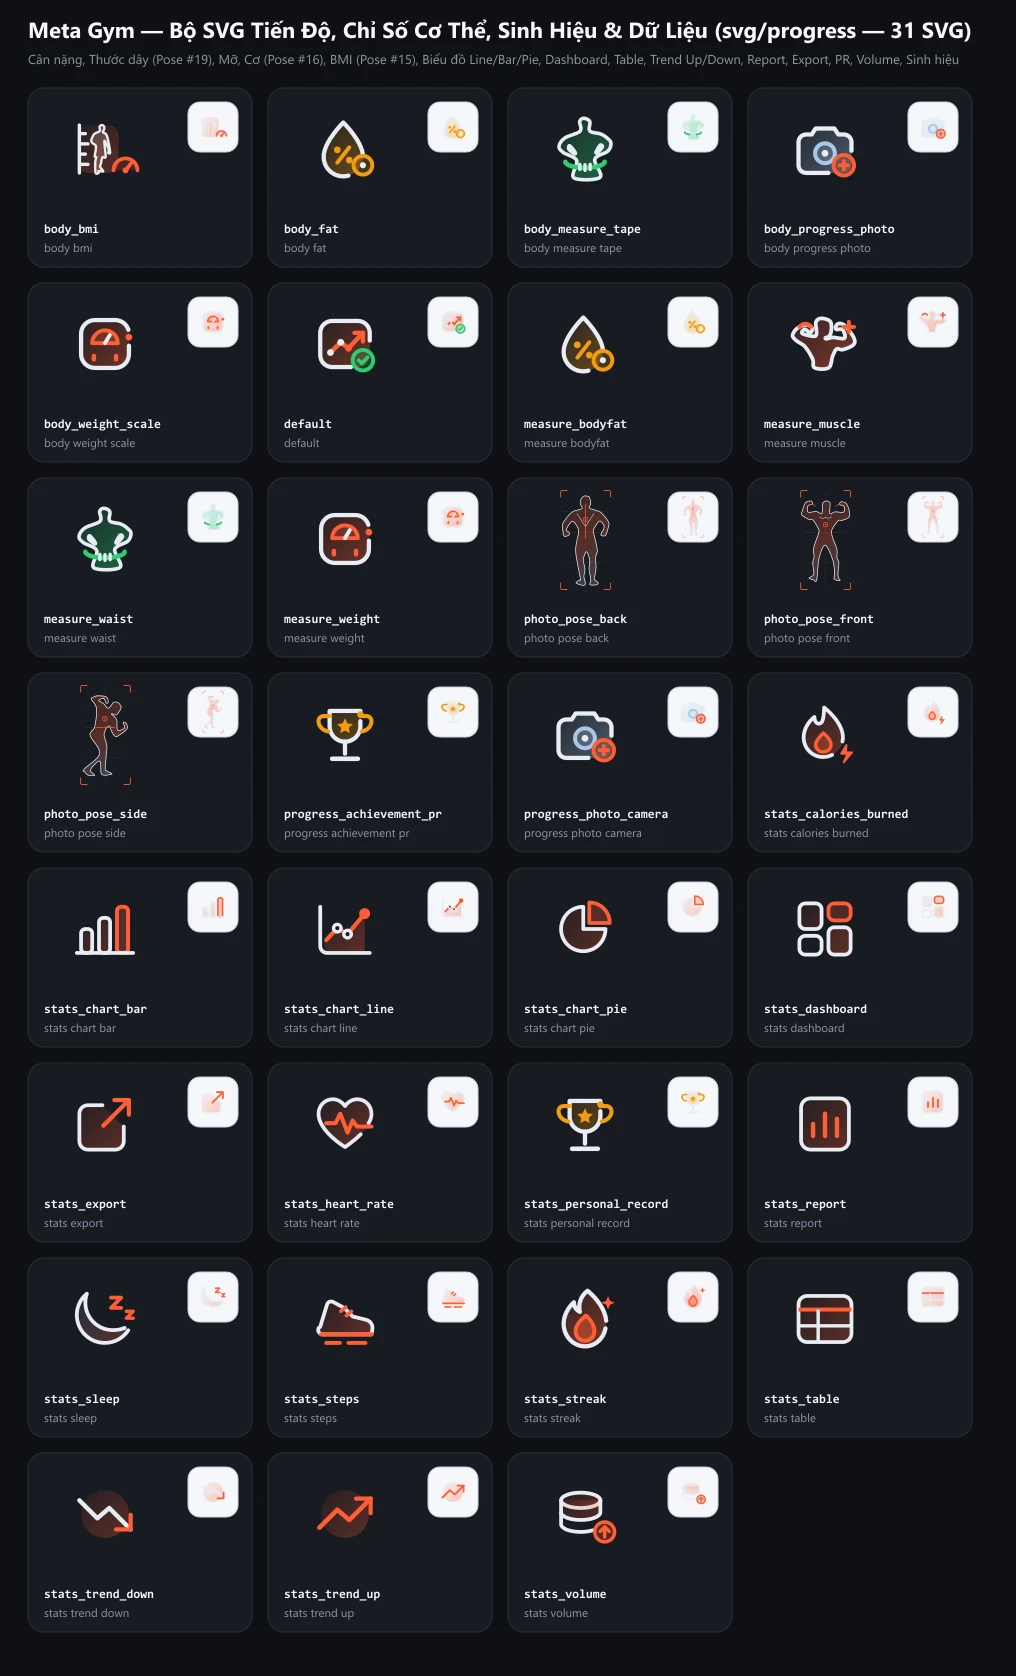 Meta Gym — Bộ SVG Tiến Độ, Chỉ Số Cơ Thể, Sinh Hiệu & Dữ Liệu (svg/progress — 31 SVG)
Cân nặng, Thước dây (Pose #19), Mỡ, Cơ (Pose #16), BMI (Pose #15), Biểu đồ Line/Bar/Pie, Dashboard, Table, Trend Up/Down, Report, Export, PR, Volume, Sinh hiệu
body_bmi
body bmi
body_fat
body fat
body_measure_tape
body measure tape
body_progress_photo
body progress photo
body_weight_scale
body weight scale
default
default
measure_bodyfat
measure bodyfat
measure_muscle
measure muscle
measure_waist
measure waist
measure_weight
measure weight
photo_pose_back
photo pose back
photo_pose_front
photo pose front
photo_pose_side
photo pose side
progress_achievement_pr
progress achievement pr
progress_photo_camera
progress photo camera
stats_calories_burned
stats calories burned
stats_chart_bar
stats chart bar
stats_chart_line
stats chart line
stats_chart_pie
stats chart pie
stats_dashboard
stats dashboard
stats_export
stats export
stats_heart_rate
stats heart rate
stats_personal_record
stats personal record
stats_report
stats report
stats_sleep
stats sleep
stats_steps
stats steps
stats_streak
stats streak
stats_table
stats table
stats_trend_down
stats trend down
stats_trend_up
stats trend up
stats_volume
stats volume